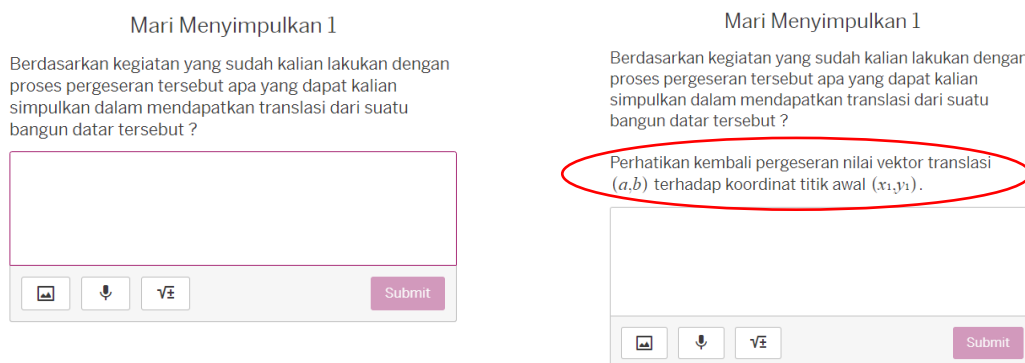 Mari Menyimpulkan 1
Berdasarkan kegiatan yang sudah kalian lakukan dengan
proses pergeseran tersebut apa yang dapat kalian
simpulkan dalam mendapatkan translasi dari suatu
bangun datar tersebut ?
√±
Submit
Mari Menyimpulkan 1
Berdasarkan kegiatan yang sudah kalian lakukan dengan
proses pergeseran tersebut apa yang dapat kalian
simpulkan dalam mendapatkan translasi dari suatu
bangun datar tersebut ?
Perhatikan kembali pergeseran nilai vektor translasi
(a,b) terhadap koordinat titik awal (x₁,y₁).
√±
Submit